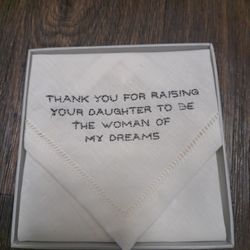 THANK YOU FOR RAISING
YOUR DAUGHTER TO BE
THE WOMAN OF
MY DREAMS